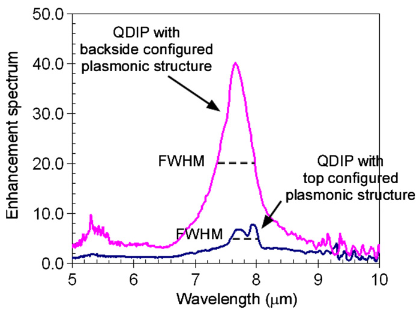 50.0
40.0
30.0
20.0
10.0
0.0
Enhancement spectrum
QDIP with
backside configured
plasmonic structure
FWHM
QDIP with
top configured
plasmonic structure
FWHM
5
6
7
8
9
10
Wavelength (μm)